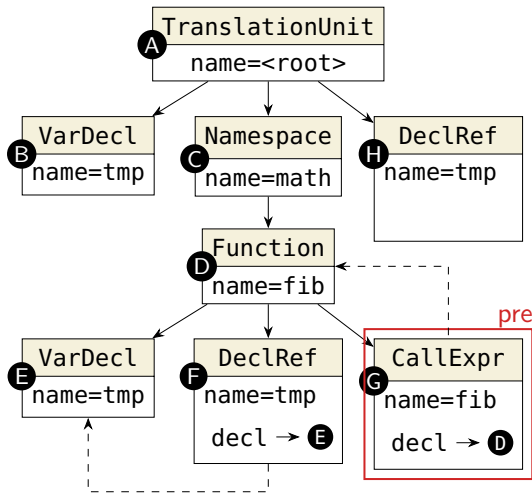 TranslationUnit
A
name=<root>
VarDecl
B
name=tmp
Namespace
C
name=math
DeclRef
H
name=tmp
Function
D
name=fib
pre
VarDecl
E
name=tmp
DeclRef
F
name=tmp
decl → E
CallExpr
G
name=fib
decl → D